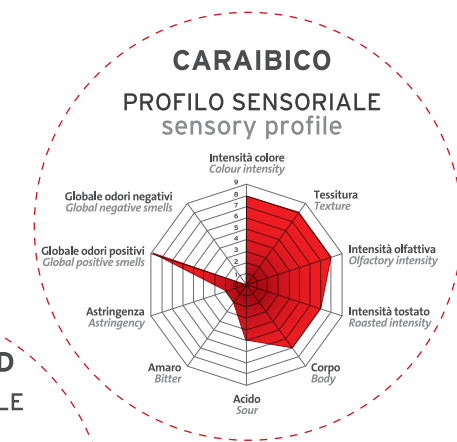 CARAIBICO
PROFILO SENSORIALE
sensory profile
Intensità colore
Colour intensity
9
8
7
6
5
4
3
2
1
Tessitura
Texture
Intensità olfattiva
Olfactory intensity
Intensità tostato
Roasted intensity
Corpo
Body
Acido
Sour
Amaro
Bitter
Astringenza
Astringency
Globale odori positivi
Global positive smells
Globale odori negativi
Global negative smells
D
LE